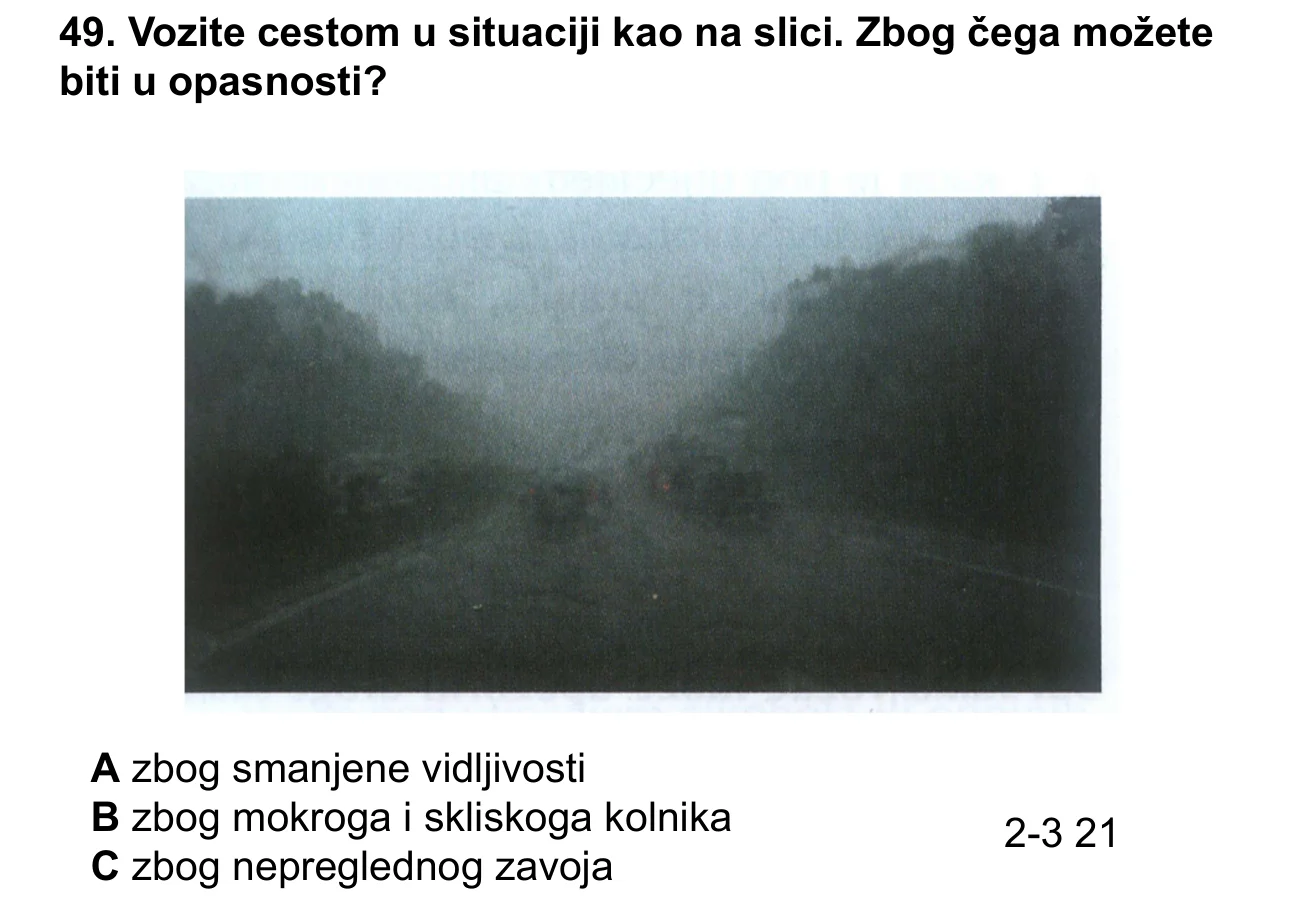 49. Vozite cestom u situaciji kao na slici. Zbog čega možete
biti u opasnosti?
A zbog smanjene vidljivosti
B zbog mokroga i skliskoga kolnika
C zbog nepreglednog zavoja
2-3 21